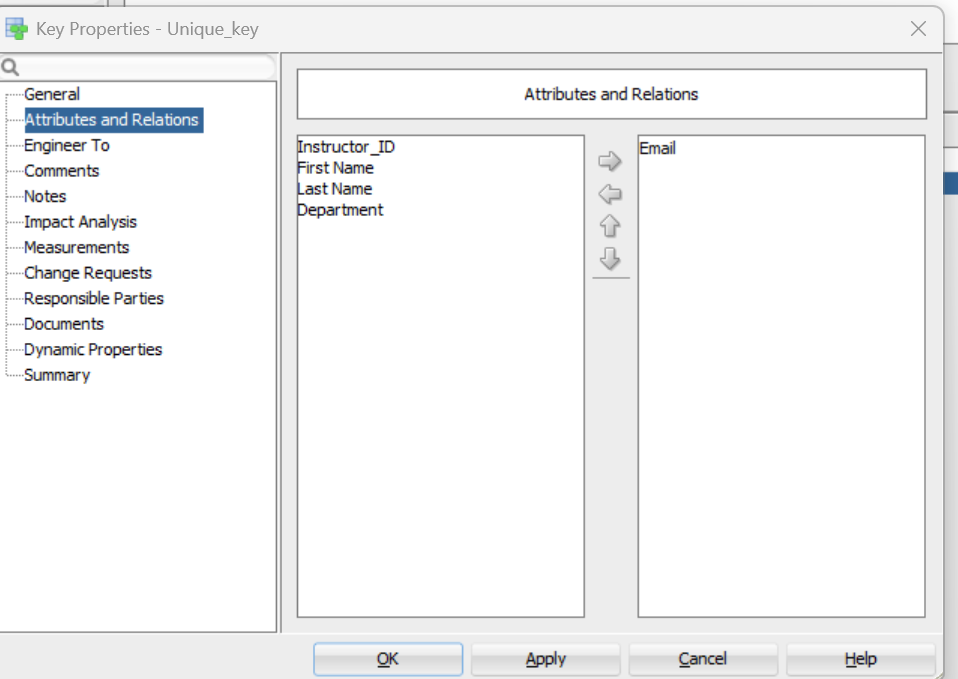 Key Properties - Unique_key
General
Attributes and Relations
Engineer To
Comments
Notes
Impact Analysis
Measurements
Change Requests
Responsible Parties
Documents
Dynamic Properties
Summary
Attributes and Relations
Instructor_ID
First Name
Last Name
Department
Email
OK
Apply
Cancel
Help